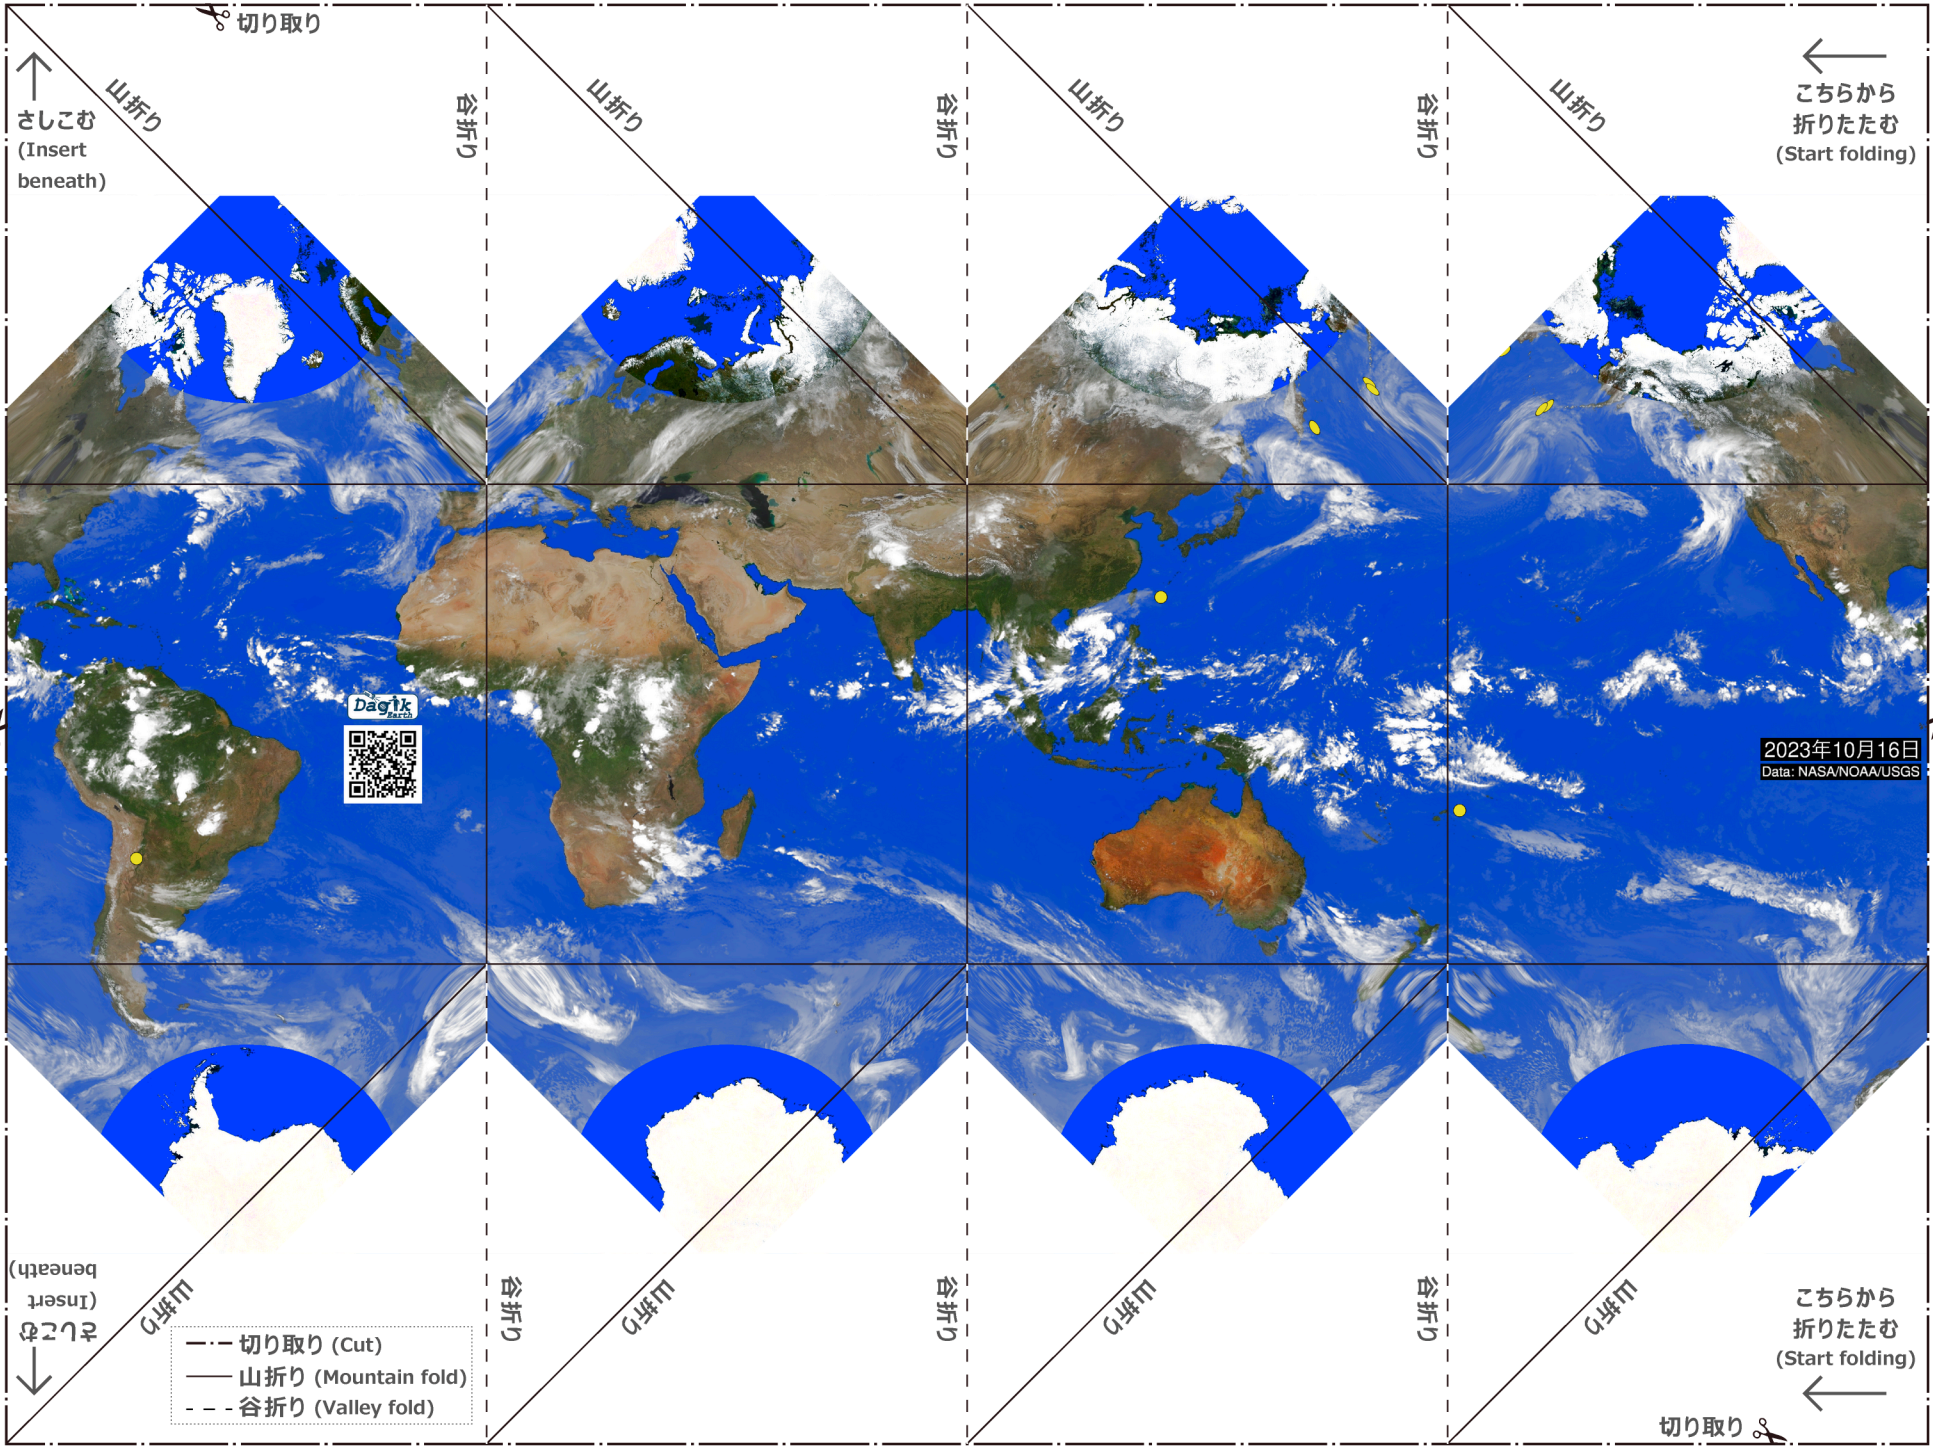 切り取り
山折り
谷折り
山折り
谷折り
山折り
谷折り
山折り
さしこむ
(Insert
beneath)
こちらから
折りたたむ
(Start folding)
Dagik
Earth
2023年10月16日
Data: NASA/NOAA/USGS
さしこむ
(Insert
beneath)
山折り
谷折り
山折り
谷折り
山折り
谷折り
山折り
こちらから
折りたたむ
(Start folding)
切り取り (Cut)
山折り (Mountain fold)
谷折り (Valley fold)
切り取り